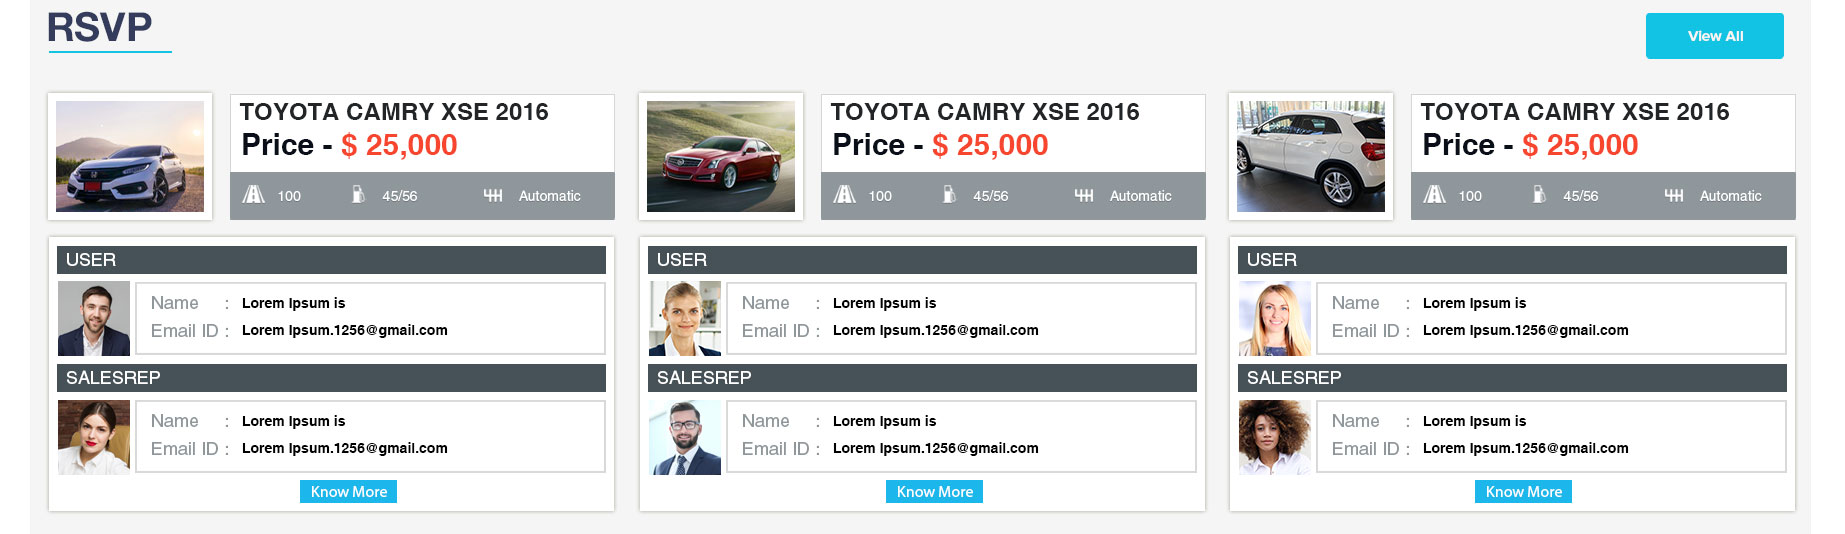 RSVP
View All
TOYOTA CAMRY XSE 2016
Price - $ 25,000
100 45/56 Automatic
USER
Name : Lorem Ipsum is
Email ID : Lorem Ipsum.1256@gmail.com
SALESREP
Name : Lorem Ipsum is
Email ID : Lorem Ipsum.1256@gmail.com
Know More
TOYOTA CAMRY XSE 2016
Price - $ 25,000
100 45/56 Automatic
USER
Name : Lorem Ipsum is
Email ID : Lorem Ipsum.1256@gmail.com
SALESREP
Name : Lorem Ipsum is
Email ID : Lorem Ipsum.1256@gmail.com
Know More
TOYOTA CAMRY XSE 2016
Price - $ 25,000
100 45/56 Automatic
USER
Name : Lorem Ipsum is
Email ID : Lorem Ipsum.1256@gmail.com
SALESREP
Name : Lorem Ipsum is
Email ID : Lorem Ipsum.1256@gmail.com
Know More